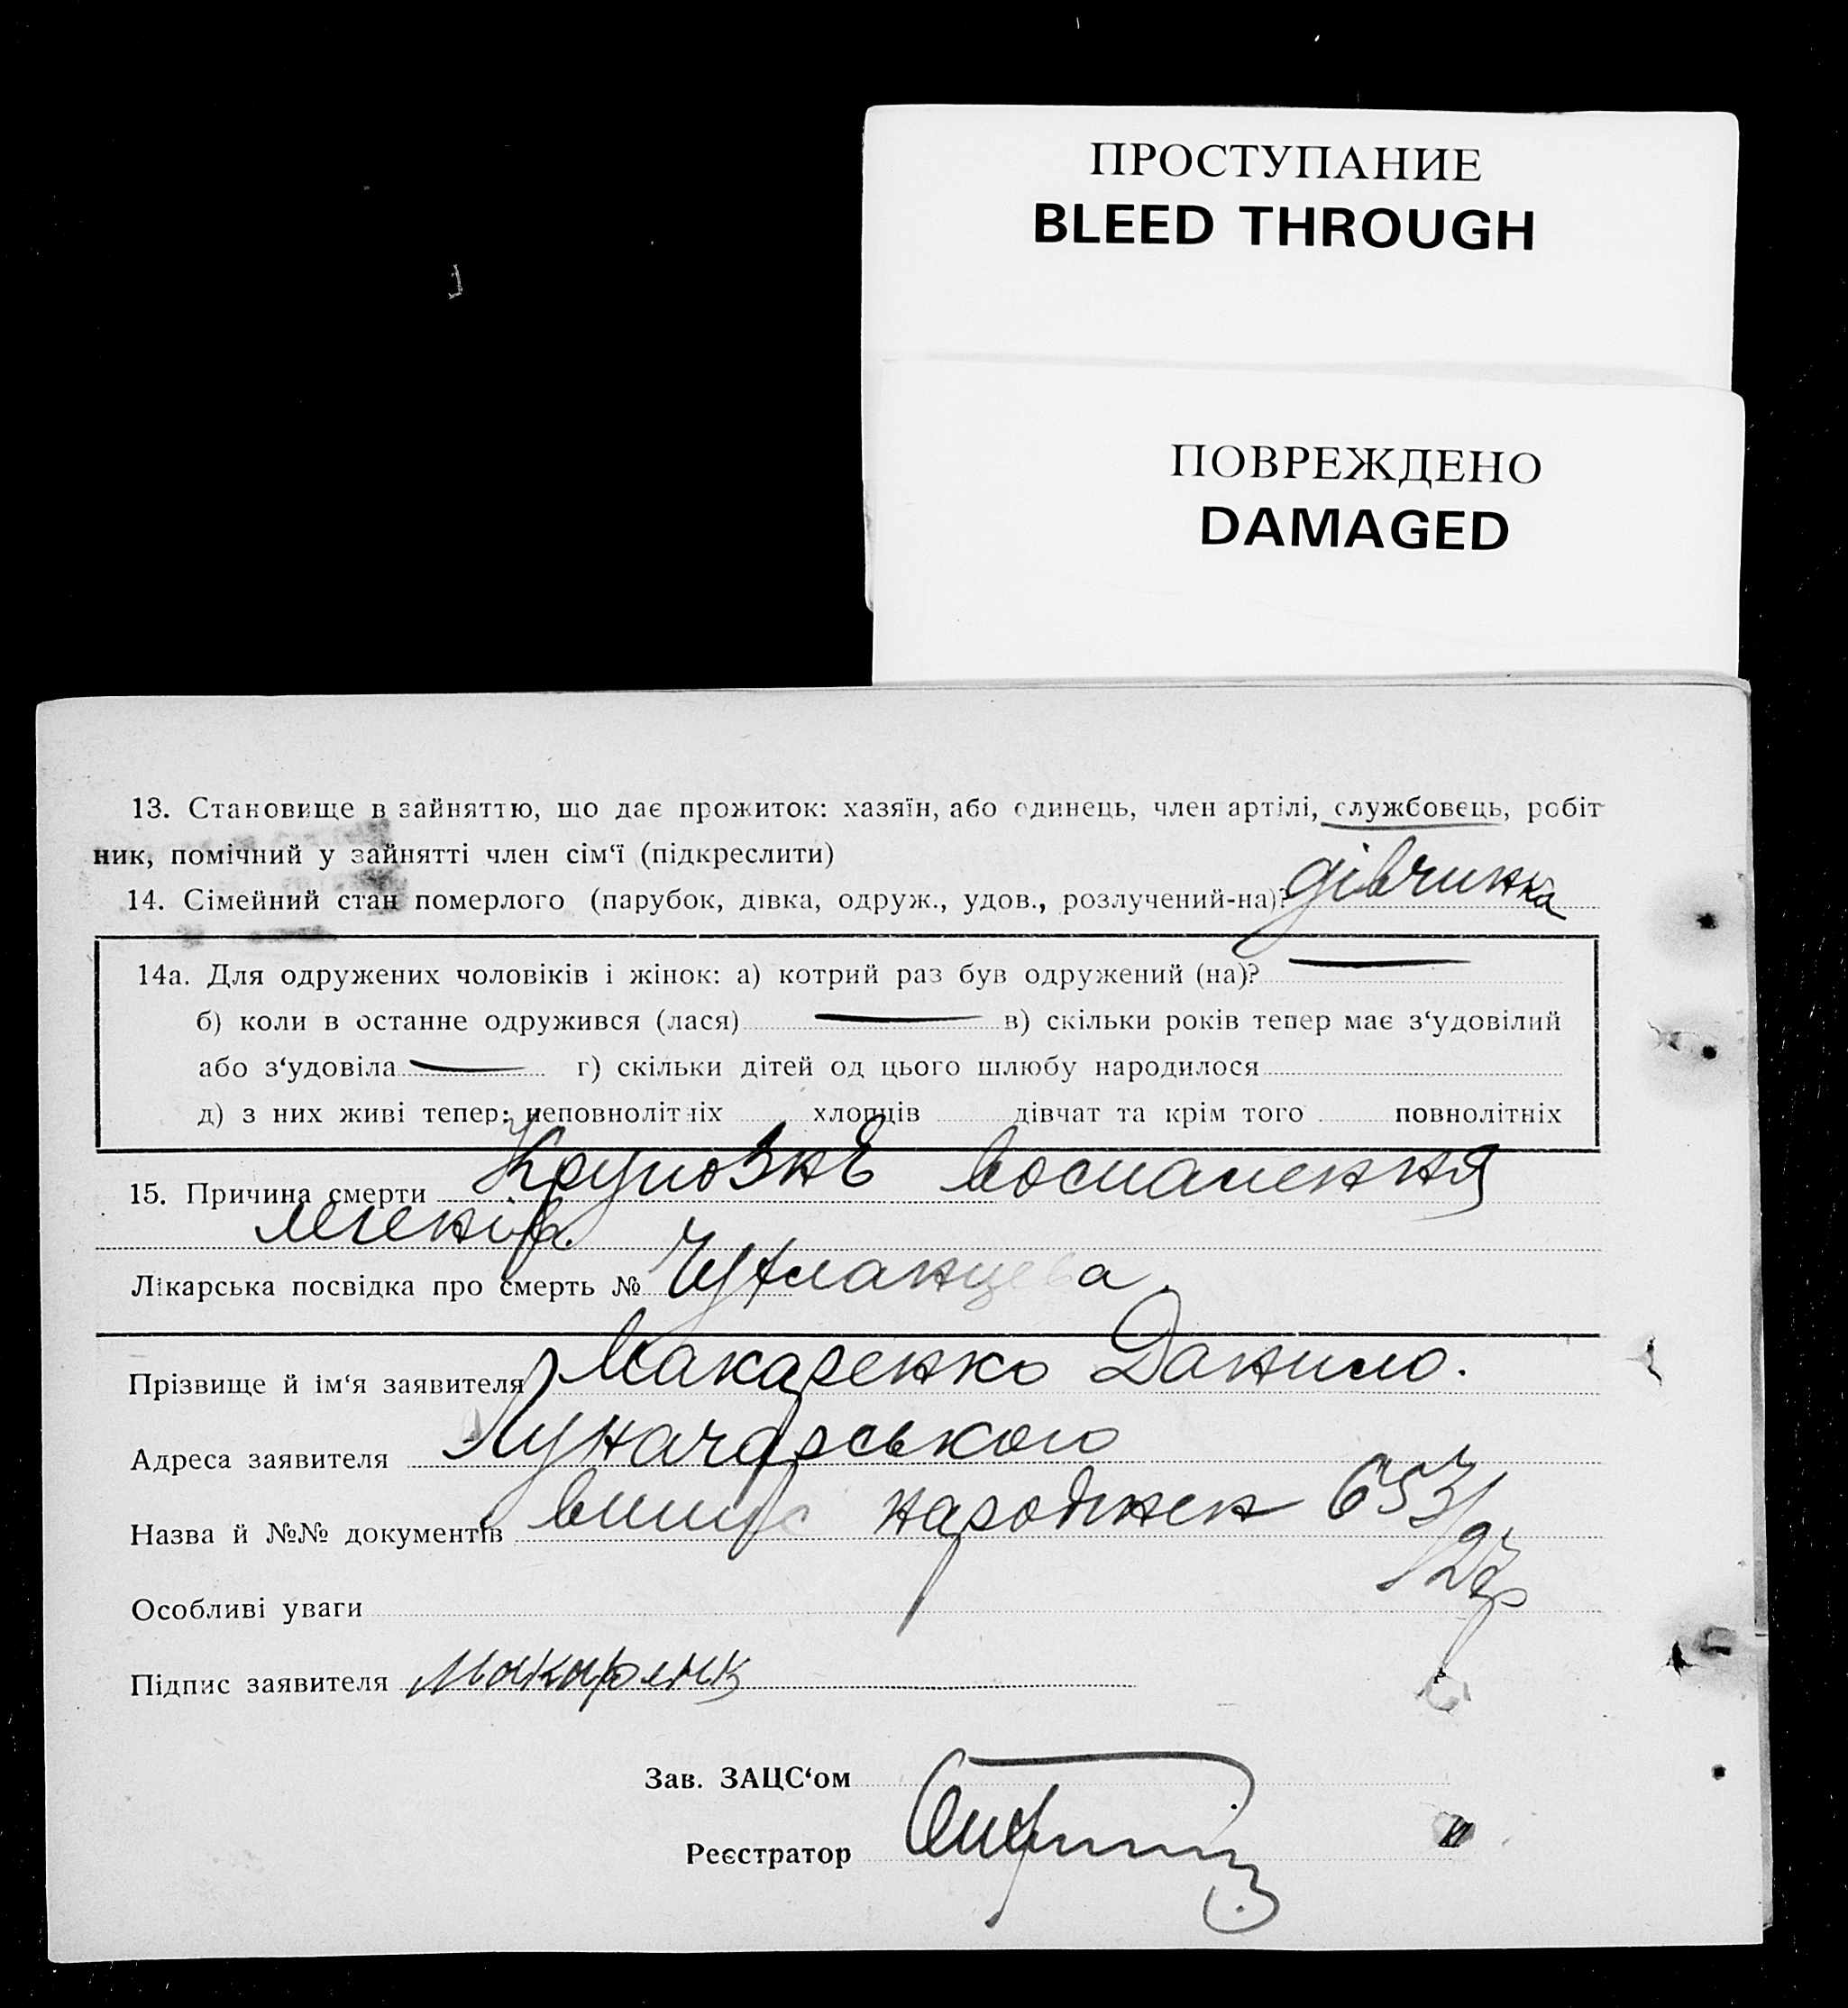 ПРОСТУПАНИЕ
BLEED THROUGH
ПОВРЕЖДЕНО
DAMAGED
13. Становище в зайняттю, що дає прожиток: хазяїн, або одинець, член артілі, службовець, робіт
ник, помічний у зайнятті член сім‘ї (підкреслити)
14. Сімейний стан померлого (парубок, дівка, одруж., удов., розлучений-на)? дівчинка
14а. Для одружених чоловіків і жінок: а) котрий раз був одружений (на)?
б) коли в останне одружився (лася) в) скільки років тепер має з‘удовілий
або з‘удовіла г) скільки дітей од цього шлюбу народилося
д) з них живі тепер: неповнолітніх хлопців дівчат та крім того повнолітніх
15. Причина смерти Крупознє воспалення
легенів.
Лікарська посвідка про смерть №
Прізвище й ім‘я заявителя Макаренко Данило.
Адреса заявителя Луначарського
Назва й №№ документів випис народжен 653/27р
Особливі уваги
Підпис заявителя Макаренк
Зав. ЗАЦС‘ом
Реєстратор